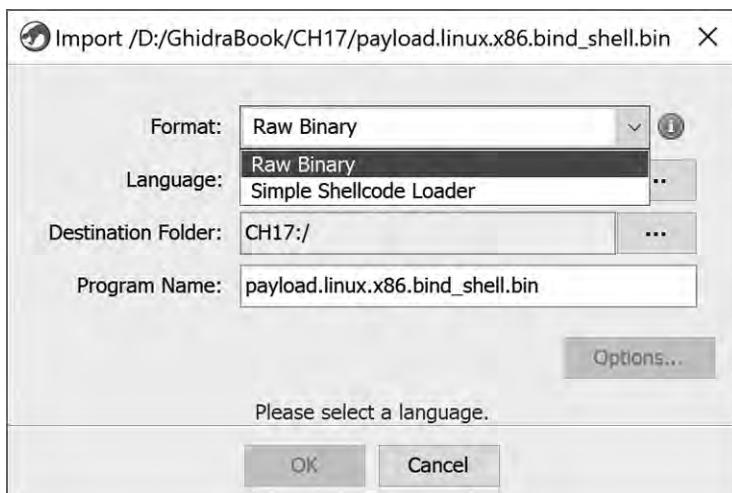 Import /D:/GhidraBook/CH17/payload.linux.x86.bind_shell.bin
Format: Raw Binary
Raw Binary
Language:
Simple Shellcode Loader
Destination Folder: CH17:/ ...
Program Name: payload.linux.x86.bind_shell.bin
Options...
Please select a language.
OK Cancel